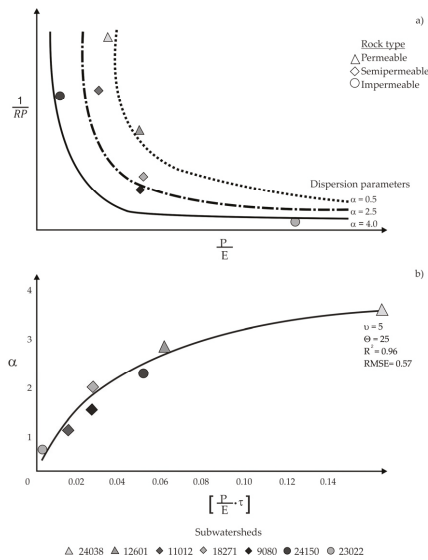 a)
Rock type
Permeable
Semipermeable
Impermeable
1
RP
Dispersion parameters
α = 0.5
α = 2.5
α = 4.0
P
E
b)
4
3
2
1
0
α
υ = 5
Θ = 25
R² = 0.96
RMSE= 0.57
0.02 0.04 0.06 0.08 0.10 0.12 0.14
[P/E · τ]
Subwatersheds
24038 12601 11012 18271 9080 24150 23022